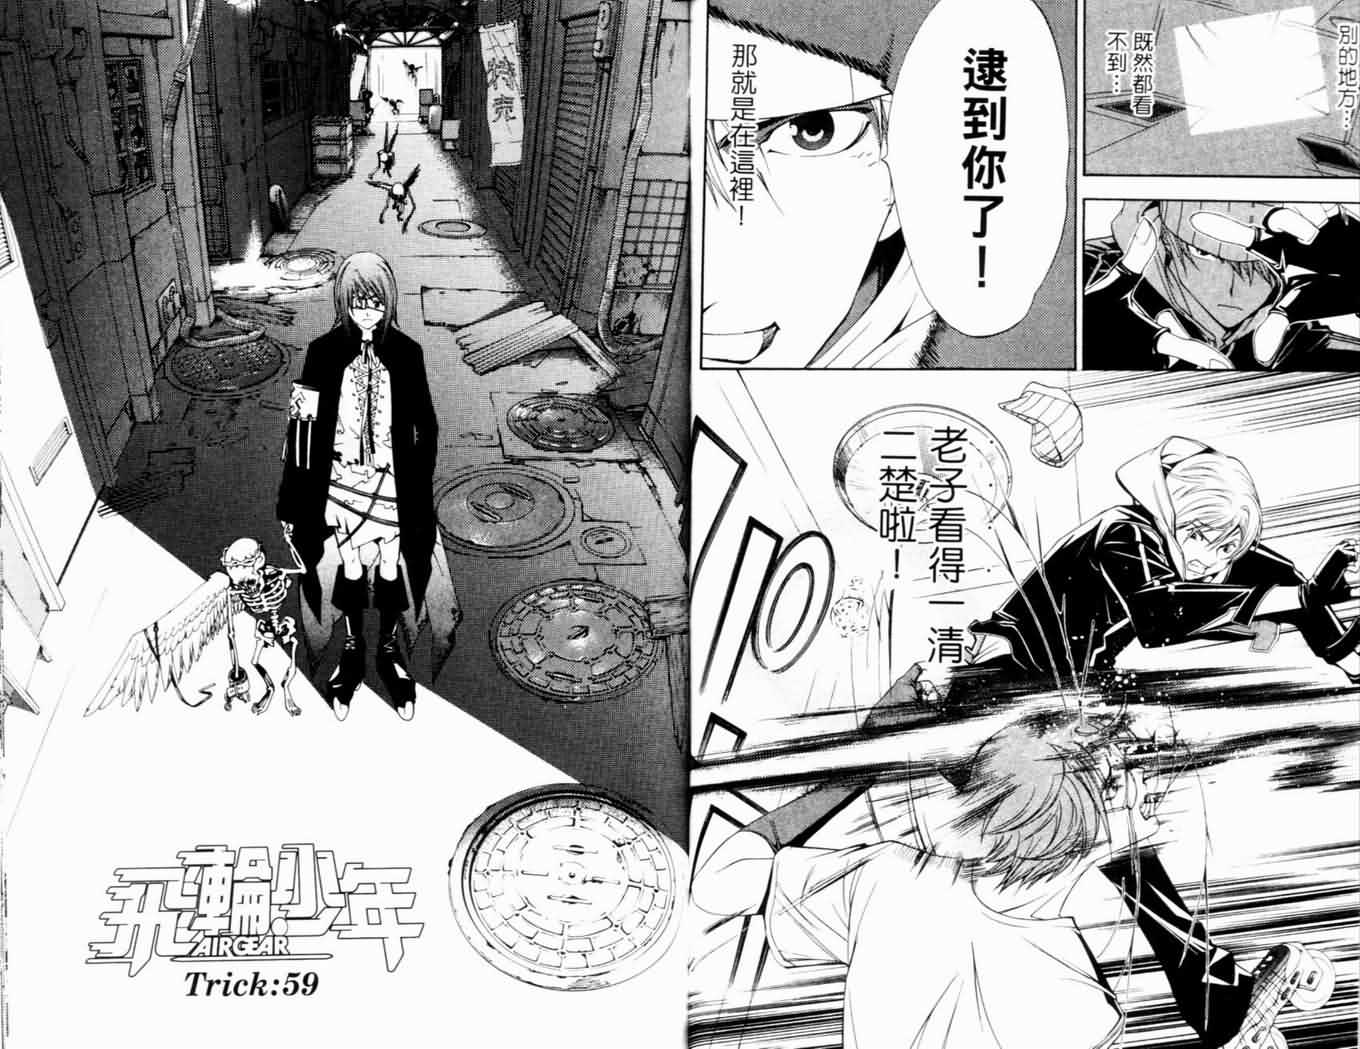 別的地方…
既然都看
不到…
逮到你了！
那就是在這裡！
老子看得一清
二楚啦！
特売
飛輪少年
AIRGEAR
Trick:59